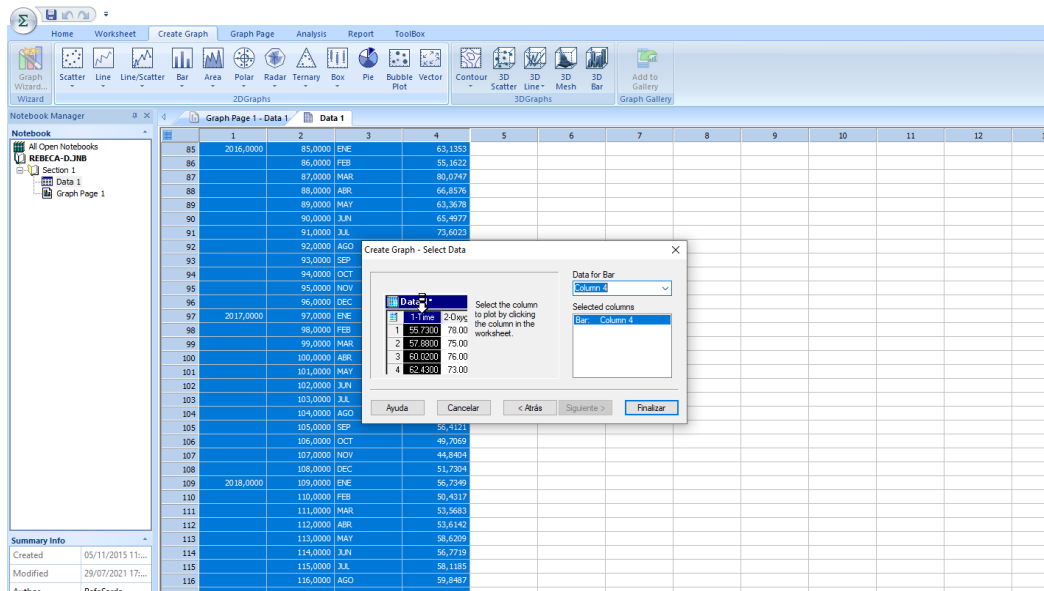 Σ
Home Worksheet Create Graph Graph Page Analysis Report ToolBox
Graph Wizard... Scatter Line Line/Scatter Bar Area Polar Radar Ternary Box Pie Bubble Plot Vector Contour 3D Scatter 3D Line 3D Mesh 3D Bar Add to Gallery
Wizard 2DGraphs 3DGraphs Graph Gallery
Notebook Manager
Graph Page 1 - Data 1 Data 1
Notebook
All Open Notebooks
REBECA-D.JNB
Section 1
Data 1
Graph Page 1
Summary Info
Created 05/11/2015 11:...
Modified 29/07/2021 17:...
1 2 3 4 5 6 7 8 9 10 11 12
85 2016,0000 85,0000 ENE 63,1353
86 86,0000 FEB 55,1622
87 87,0000 MAR 80,0747
88 88,0000 ABR 66,8576
89 89,0000 MAY 63,3678
90 90,0000 JUN 65,4977
91 91,0000 JUL 73,6023
92 92,0000 AGO
93 93,0000 SEP
94 94,0000 OCT
95 95,0000 NOV
96 96,0000 DEC
97 2017,0000 97,0000 ENE
98 98,0000 FEB
99 99,0000 MAR
100 100,0000 ABR
101 101,0000 MAY
102 102,0000 JUN
103 103,0000 JUL
104 104,0000 AGO
105 105,0000 SEP 56,4121
106 106,0000 OCT 49,7069
107 107,0000 NOV 44,8404
108 108,0000 DEC 51,7304
109 2018,0000 109,0000 ENE 56,7349
110 110,0000 FEB 50,4317
111 111,0000 MAR 53,5683
112 112,0000 ABR 53,6142
113 113,0000 MAY 58,6209
114 114,0000 JUN 56,7719
115 115,0000 JUL 58,1185
116 116,0000 AGO 59,8487
Create Graph - Select Data
1-Time 2-Oxyg
1 55.7300 78.00
2 57.8800 75.00
3 60.0200 76.00
4 62.4300 73.00
Select the column
to plot by clicking
the column in the
worksheet.
Data for Bar
Column 4
Selected columns
Bar: Column 4
Ayuda Cancelar < Atrás Siguiente > Finalizar